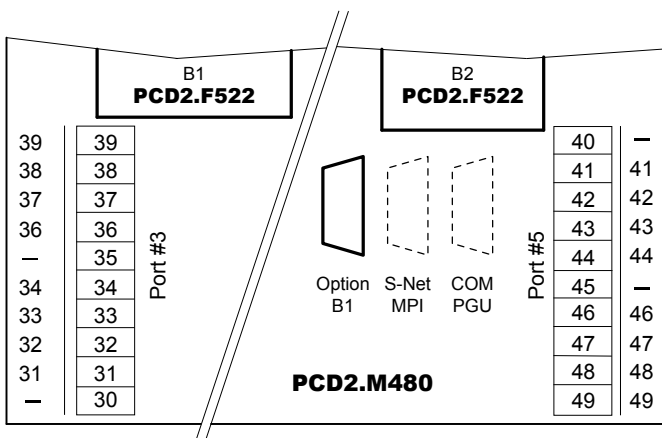 B1
PCD2.F522
B2
PCD2.F522
39 39
38 38
37 37
36 36
– 35
34 34
33 33
32 32
31 31
– 30
Port #3
Option
B1
S-Net
MPI
COM
PGU
Port #5
40 –
41 41
42 42
43 43
44 44
45 –
46 46
47 47
48 48
49 49
PCD2.M480